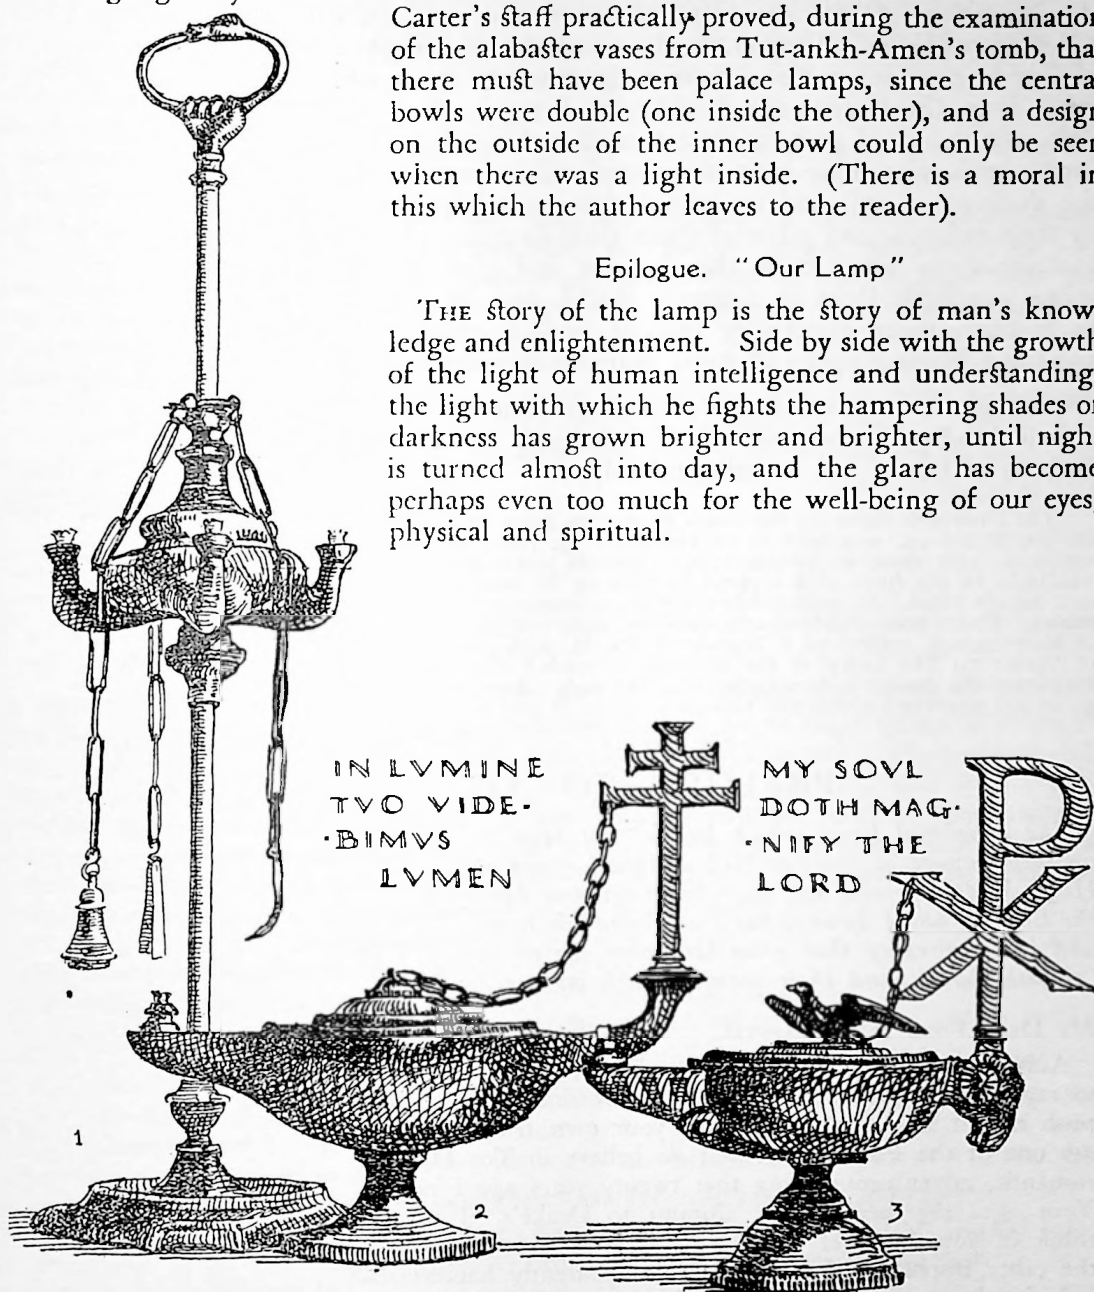 Carter's staff practically proved, during the examination
of the alabaster vases from Tut-ankh-Amen's tomb, tha
there must have been palace lamps, since the centra
bowls were double (one inside the other), and a design
on the outside of the inner bowl could only be seen
when there was a light inside. (There is a moral in
this which the author leaves to the reader).
Epilogue. "Our Lamp"
THE story of the lamp is the story of man's know
ledge and enlightenment. Side by side with the growth
of the light of human intelligence and understanding
the light with which he fights the hampering shades of
darkness has grown brighter and brighter, until nigh
is turned almost into day, and the glare has become
perhaps even too much for the well-being of our eyes,
physical and spiritual.
IN LVMINE
TVO VIDE·
·BIMVS
LVMEN
MY SOVL
DOTH MAG·
·NIFY THE
LORD
1
2
3